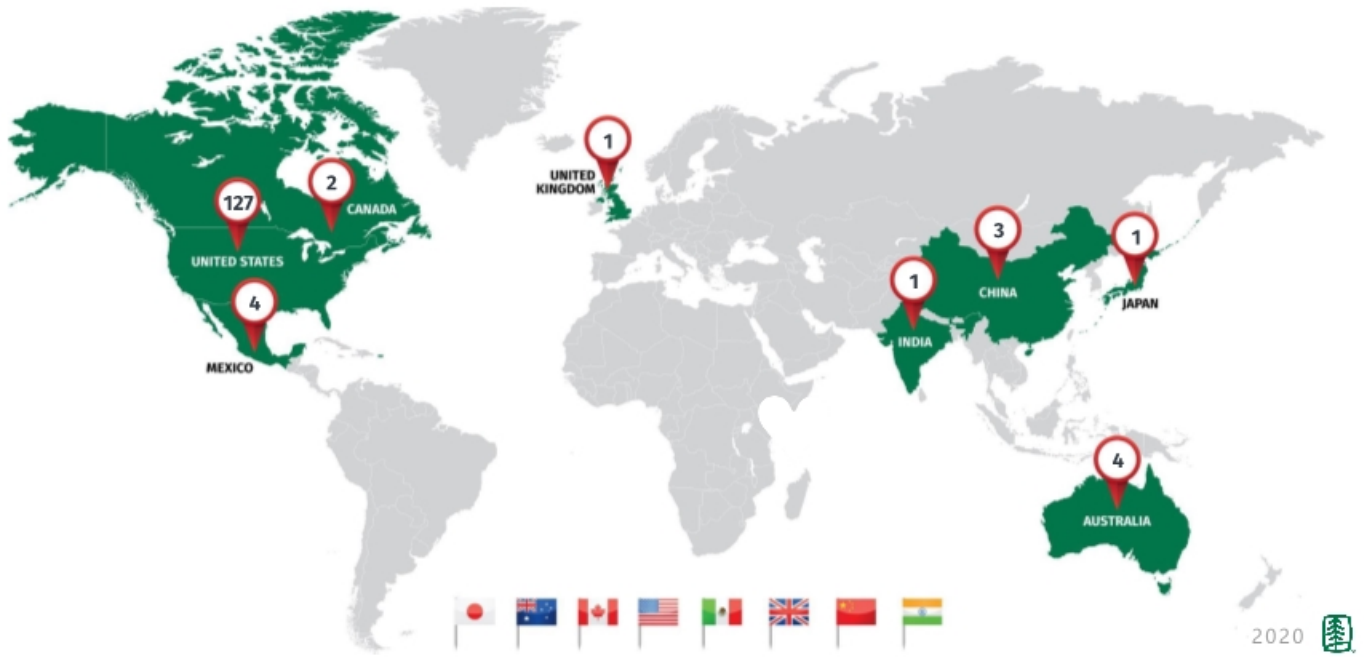 1
UNITED
KINGDOM
2
127
CANADA
3
1
UNITED STATES
1
4
CHINA
JAPAN
INDIA
MEXICO
4
AUSTRALIA
2020